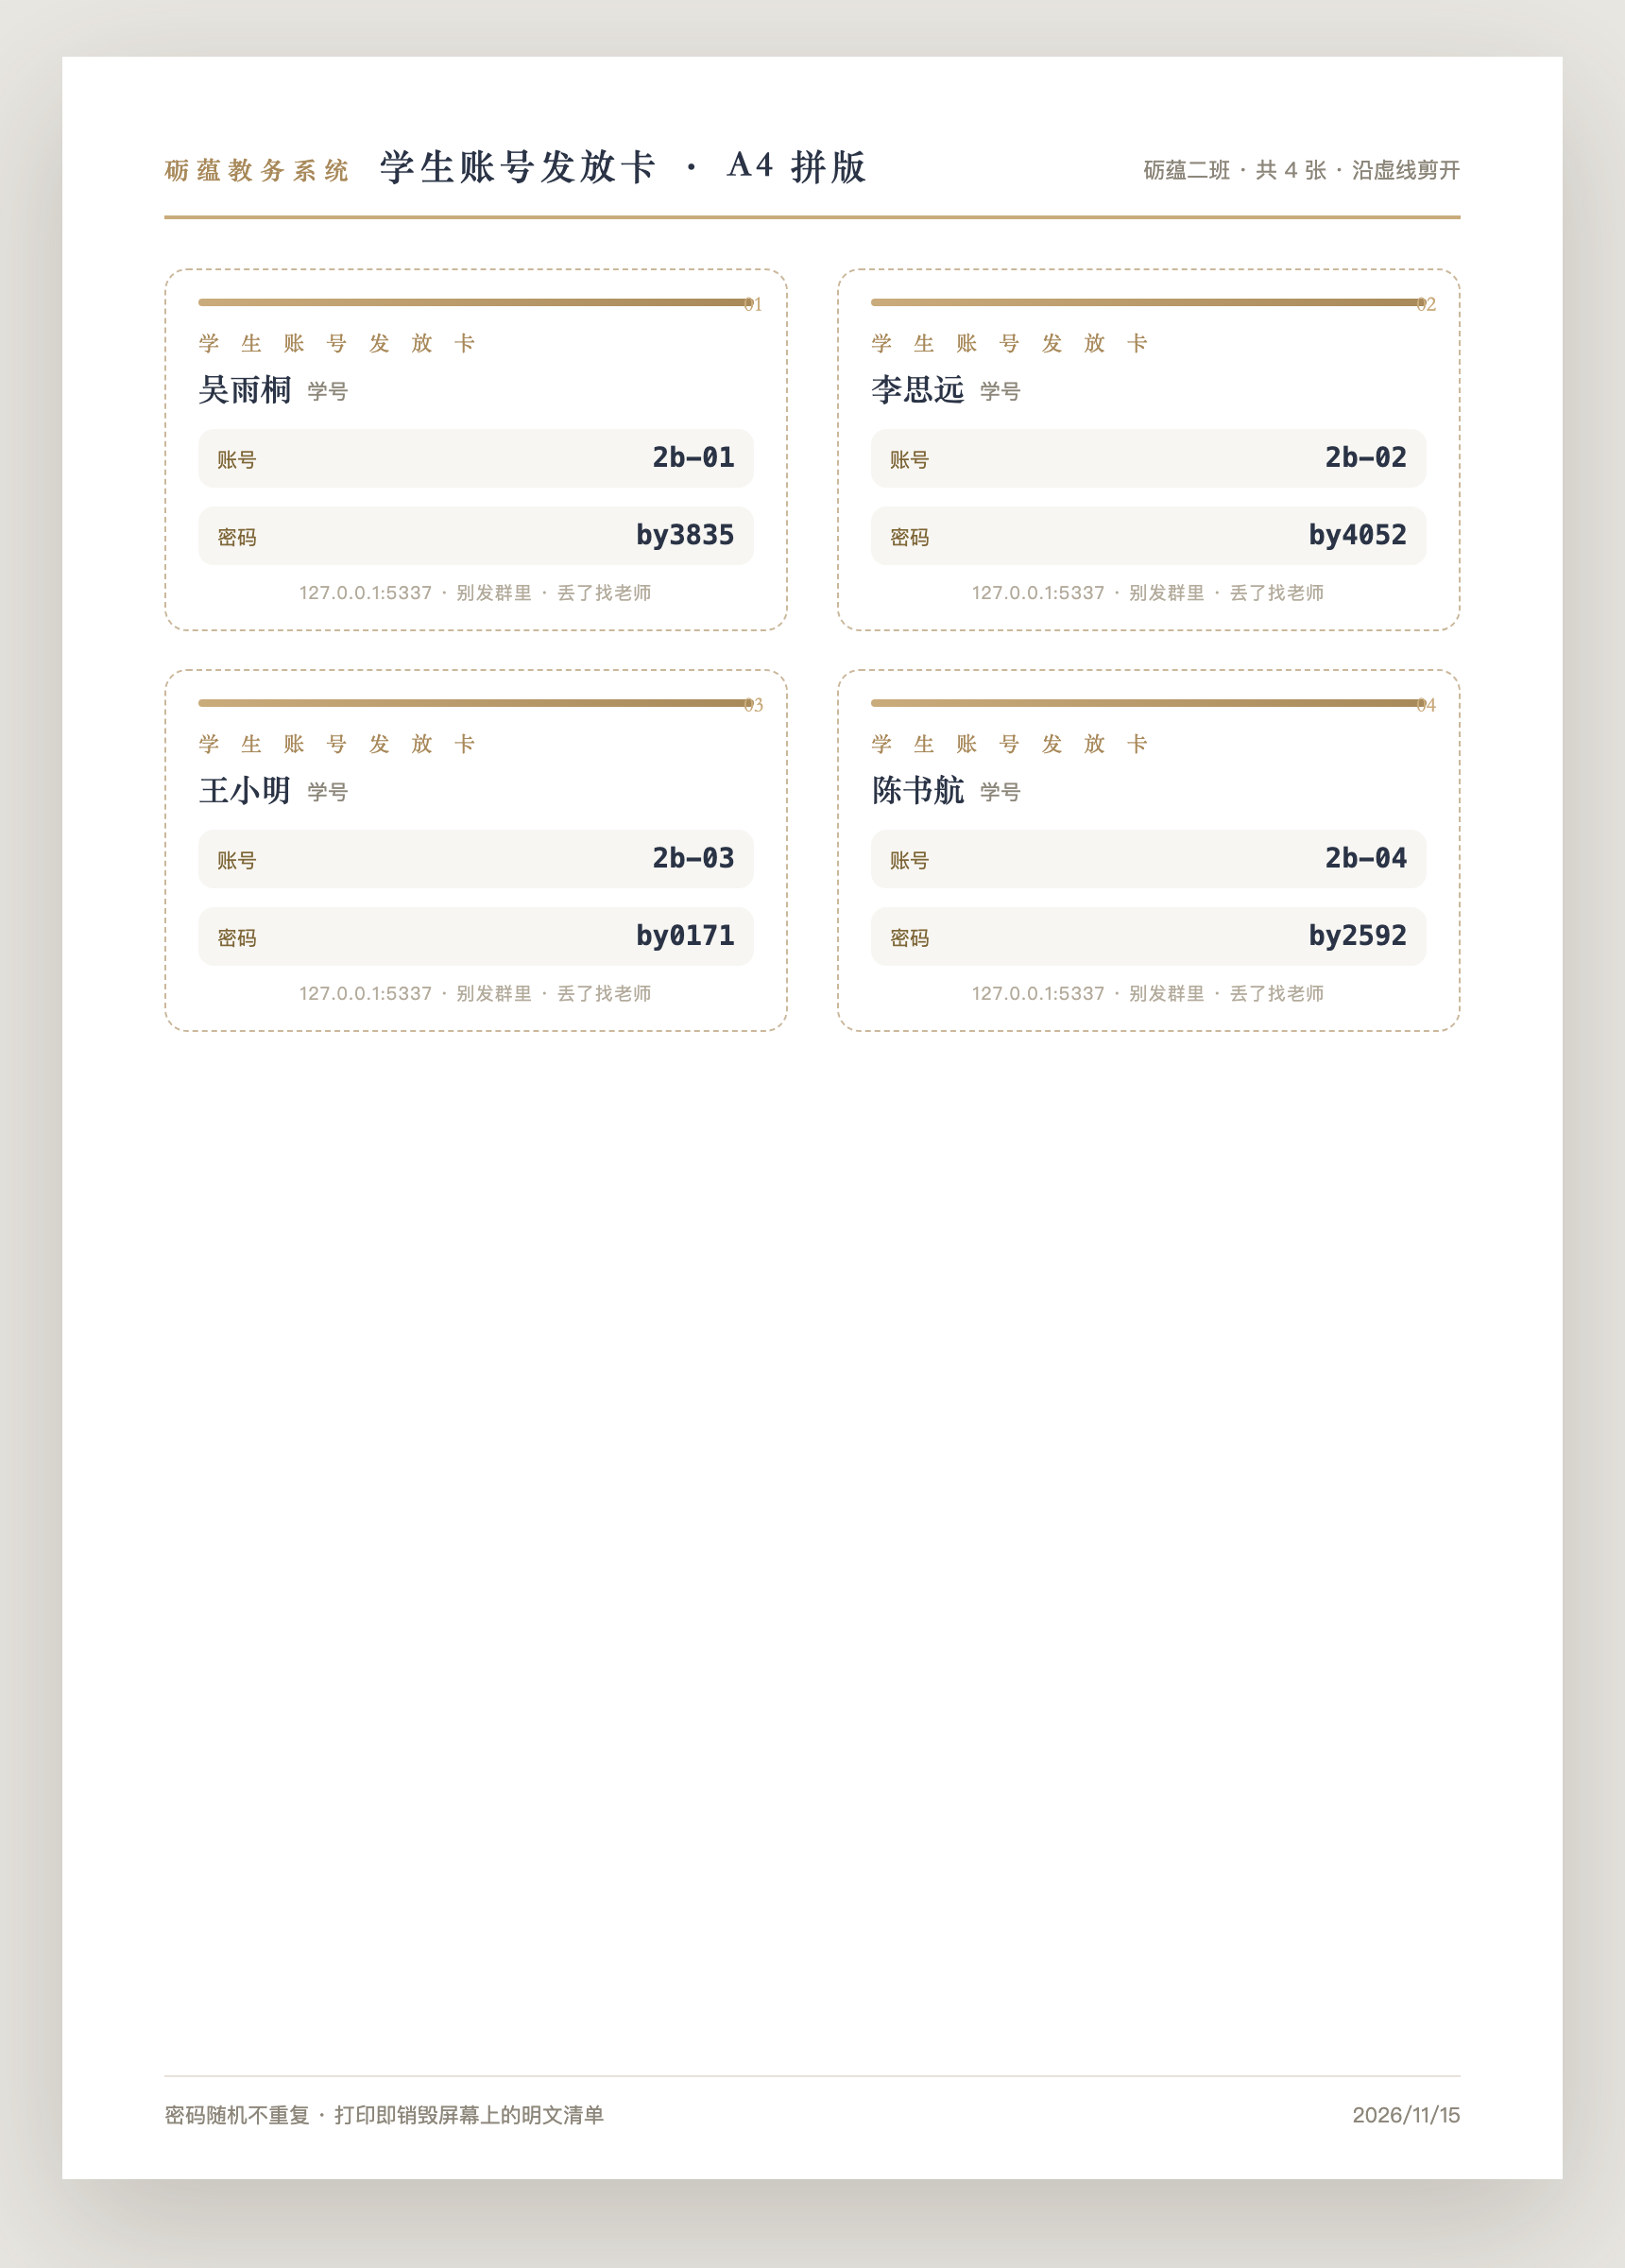 砺蕴教务系统 学生账号发放卡 · A4 拼版
砺蕴二班 · 共 4 张 · 沿虚线剪开
01
学生账号发放卡
吴雨桐 学号
账号 2b-01
密码 by3835
127.0.0.1:5337 · 别发群里 · 丢了找老师
02
学生账号发放卡
李思远 学号
账号 2b-02
密码 by4052
127.0.0.1:5337 · 别发群里 · 丢了找老师
03
学生账号发放卡
王小明 学号
账号 2b-03
密码 by0171
127.0.0.1:5337 · 别发群里 · 丢了找老师
04
学生账号发放卡
陈书航 学号
账号 2b-04
密码 by2592
127.0.0.1:5337 · 别发群里 · 丢了找老师
密码随机不重复 · 打印即销毁屏幕上的明文清单
2026/11/15